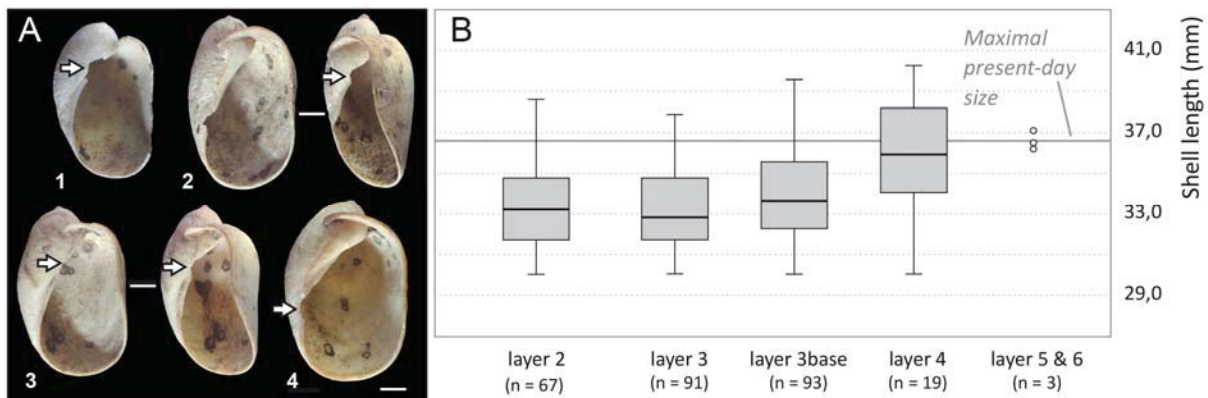 A
1
2
3
4
B
Maximal
present-day
size
41,0
37,0
33,0
29,0
Shell length (mm)
layer 2
(n = 67)
layer 3
(n = 91)
layer 3base
(n = 93)
layer 4
(n = 19)
layer 5 & 6
(n = 3)